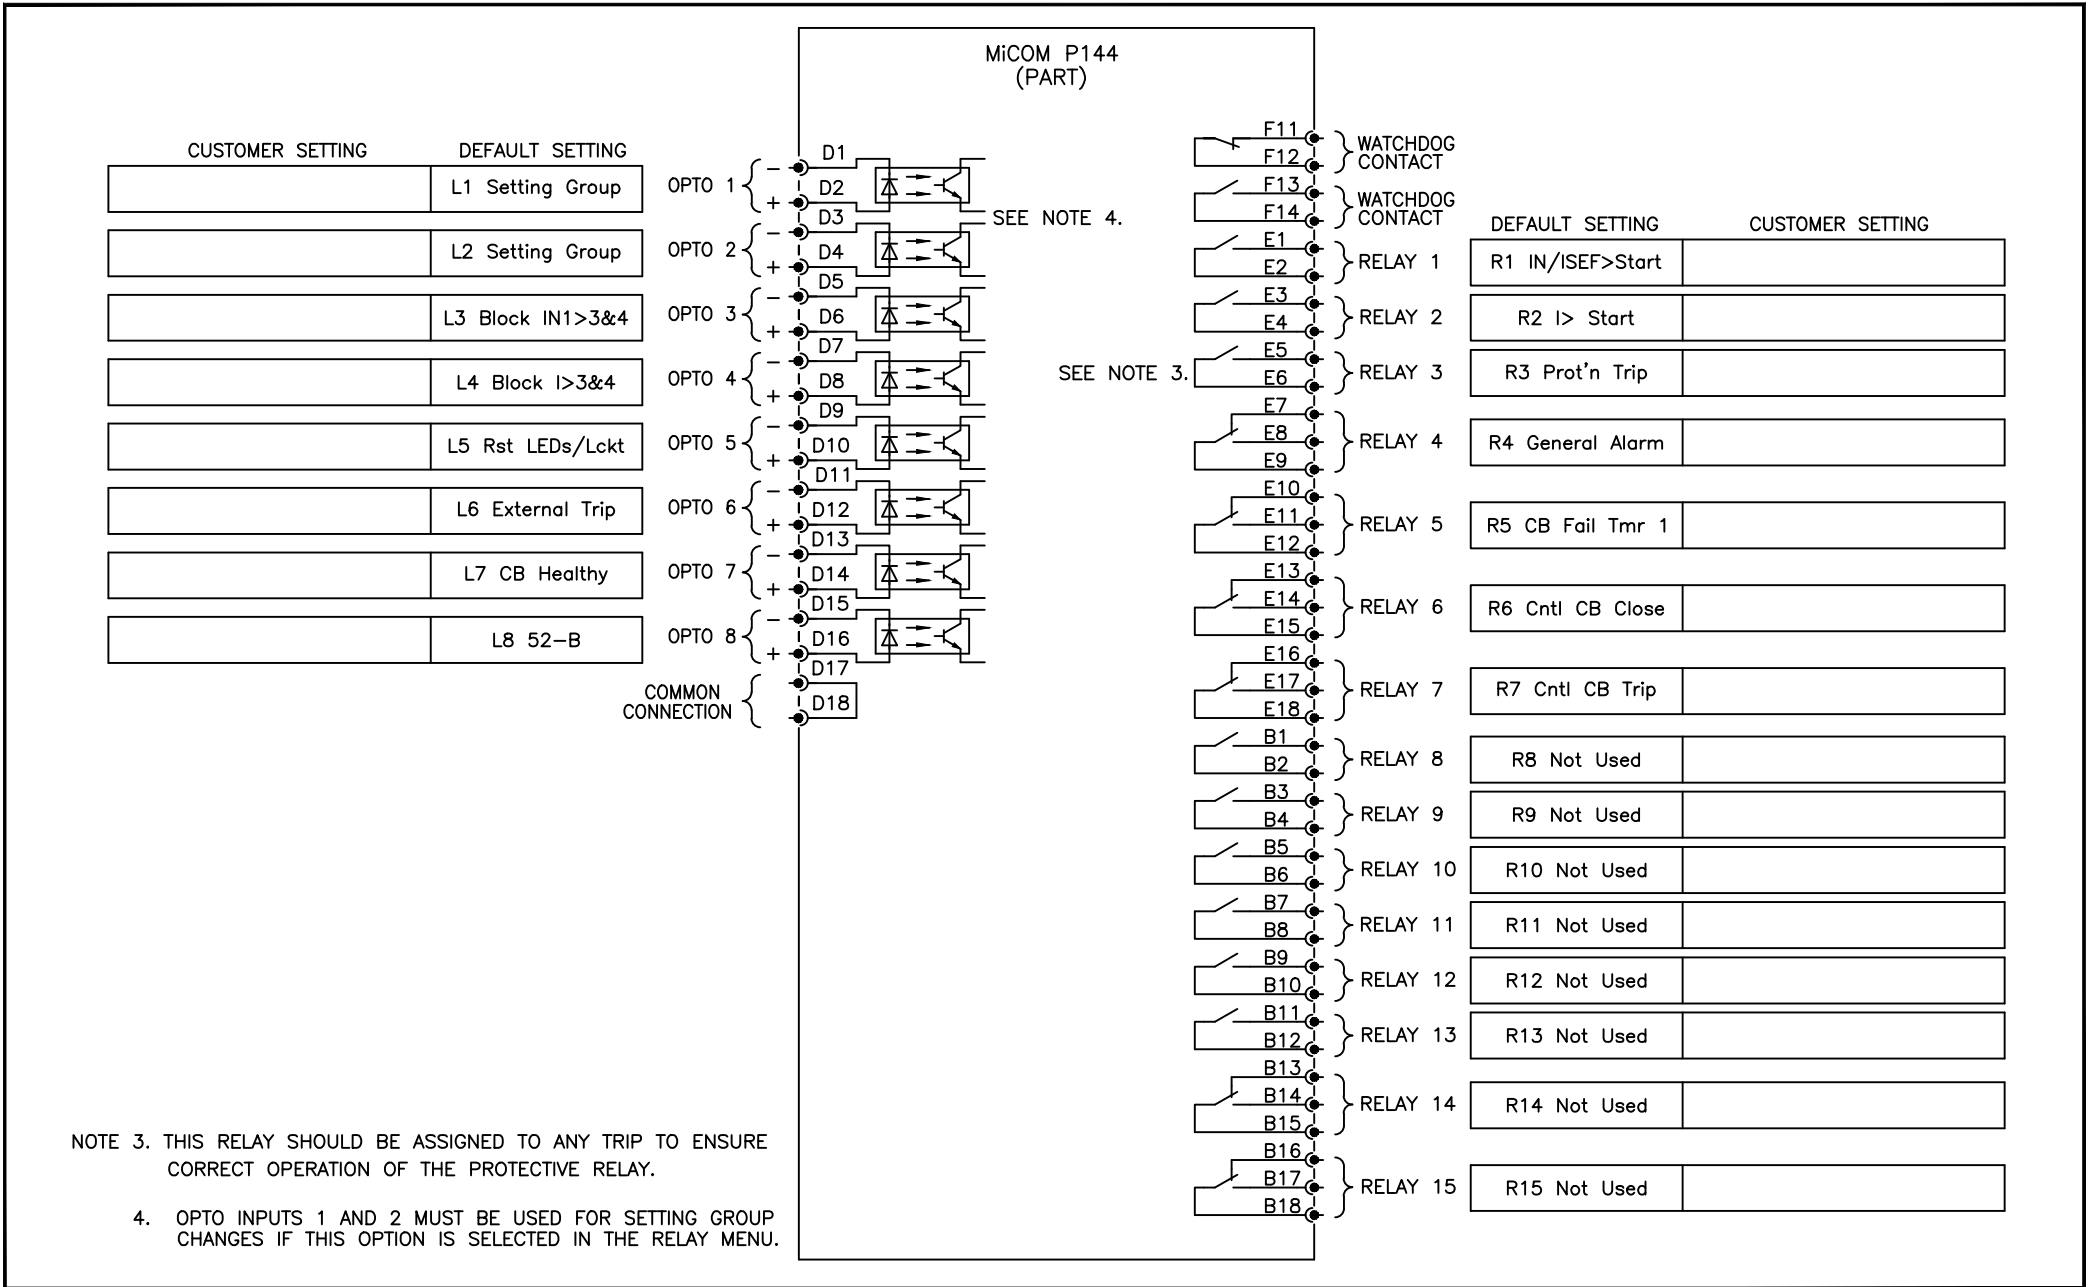 MiCOM P144
(PART)
CUSTOMER SETTING DEFAULT SETTING
L1 Setting Group OPTO 1 - D1
+ D2
L2 Setting Group OPTO 2 - D3
+ D4
L3 Block IN1>3&4 OPTO 3 - D5
+ D6
L4 Block I>3&4 OPTO 4 - D7
+ D8
L5 Rst LEDs/Lckt OPTO 5 - D9
+ D10
L6 External Trip OPTO 6 - D11
+ D12
L7 CB Healthy OPTO 7 - D13
+ D14
L8 52-B OPTO 8 - D15
+ D16
COMMON
CONNECTION
D17
D18
SEE NOTE 4.
SEE NOTE 3.
F11
F12
WATCHDOG
CONTACT
F13
F14
WATCHDOG
CONTACT
DEFAULT SETTING CUSTOMER SETTING
E1
E2
RELAY 1 R1 IN/ISEF>Start
E3
E4
RELAY 2 R2 I> Start
E5
E6
RELAY 3 R3 Prot'n Trip
E7
E8
E9
RELAY 4 R4 General Alarm
E10
E11
E12
RELAY 5 R5 CB Fail Tmr 1
E13
E14
E15
RELAY 6 R6 Cntl CB Close
E16
E17
E18
RELAY 7 R7 Cntl CB Trip
B1
B2
RELAY 8 R8 Not Used
B3
B4
RELAY 9 R9 Not Used
B5
B6
RELAY 10 R10 Not Used
B7
B8
RELAY 11 R11 Not Used
B9
B10
RELAY 12 R12 Not Used
B11
B12
RELAY 13 R13 Not Used
B13
B14
B15
RELAY 14 R14 Not Used
B16
B17
B18
RELAY 15 R15 Not Used
NOTE 3. THIS RELAY SHOULD BE ASSIGNED TO ANY TRIP TO ENSURE
CORRECT OPERATION OF THE PROTECTIVE RELAY.
4. OPTO INPUTS 1 AND 2 MUST BE USED FOR SETTING GROUP
CHANGES IF THIS OPTION IS SELECTED IN THE RELAY MENU.